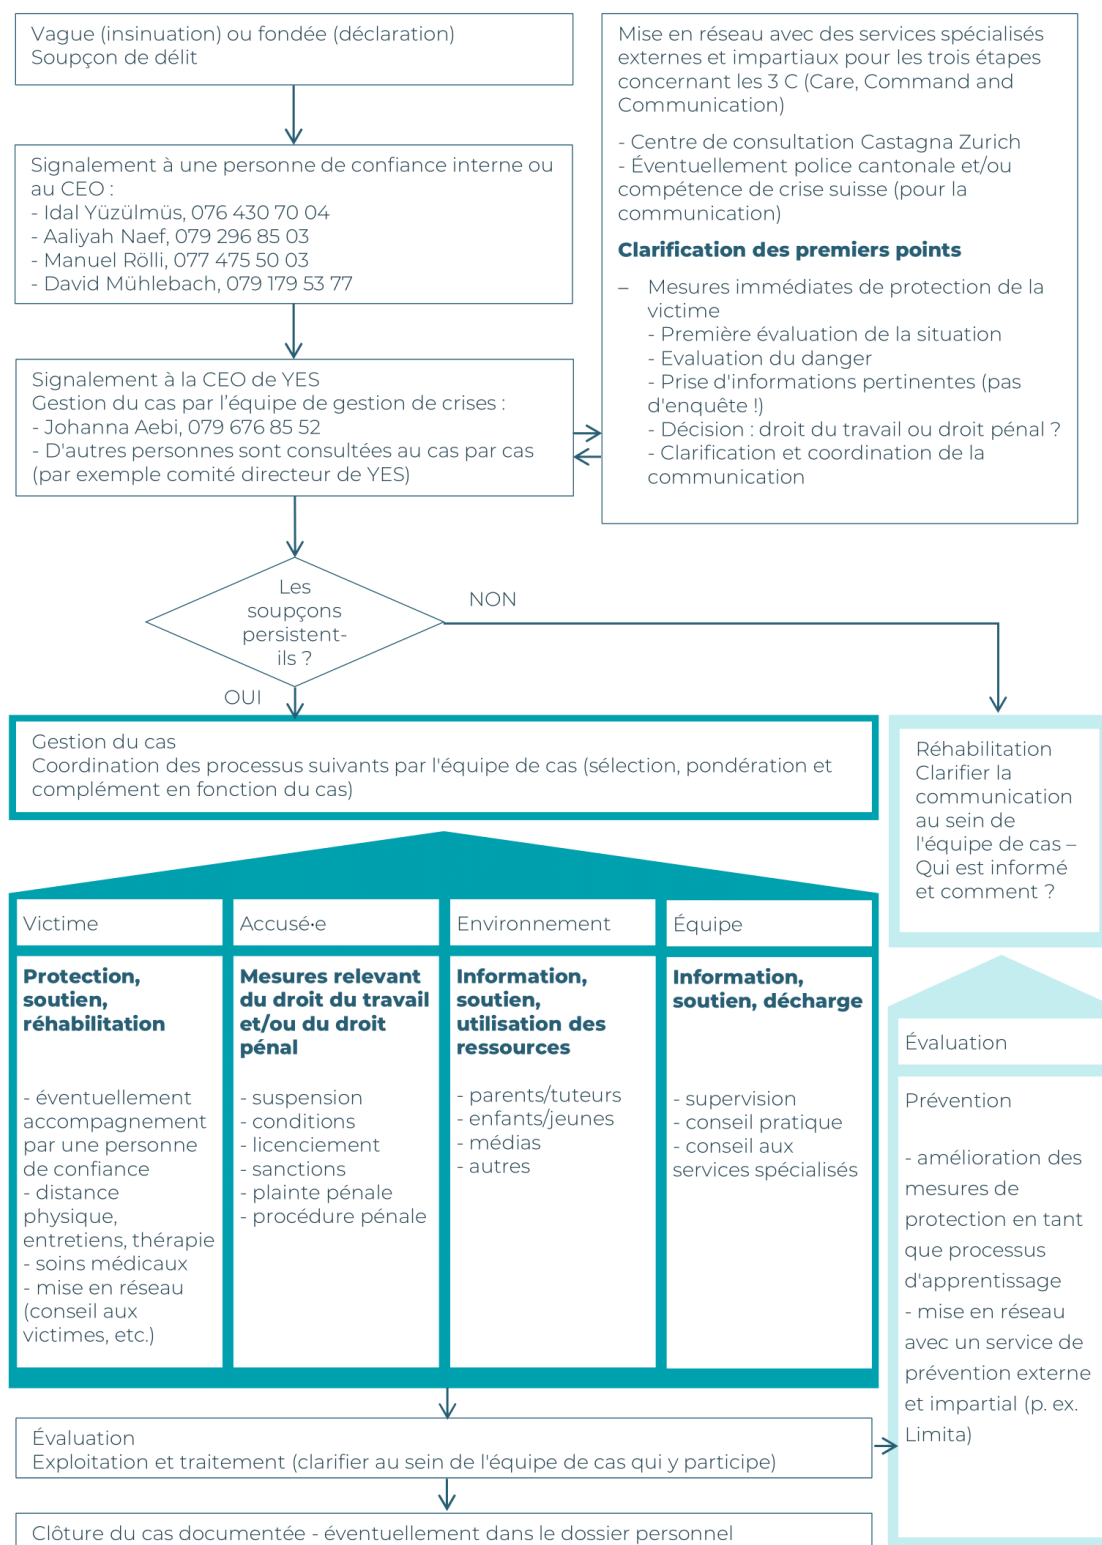 Vague (insinuation) ou fondée (déclaration)
Soupçon de délit
Signalement à une personne de confiance interne ou
au CEO :
- Idal Yüzülmüs, 076 430 70 04
- Aaliyah Naef, 079 296 85 03
- Manuel Rölli, 077 475 50 03
- David Mühlebach, 079 179 53 77
Signalement à la CEO de YES
Gestion du cas par l'équipe de gestion de crises :
- Johanna Aebi, 079 676 85 52
- D'autres personnes sont consultées au cas par cas
(par exemple comité directeur de YES)
Mise en réseau avec des services spécialisés
externes et impartiaux pour les trois étapes
concernant les 3 C (Care, Command and
Communication)
- Centre de consultation Castagna Zurich
- Éventuellement police cantonale et/ou
compétence de crise suisse (pour la
communication)
Clarification des premiers points
– Mesures immédiates de protection de la
victime
- Première évaluation de la situation
- Evaluation du danger
- Prise d'informations pertinentes (pas
d'enquête !)
- Décision : droit du travail ou droit pénal ?
- Clarification et coordination de la
communication
Les
soupçons
persistent-
ils ?
NON
OUI
Gestion du cas
Coordination des processus suivants par l'équipe de cas (sélection, pondération et
complément en fonction du cas)
Réhabilitation
Clarifier la
communication
au sein de
l'équipe de cas –
Qui est informé
et comment ?
Victime
Protection,
soutien,
réhabilitation
- éventuellement
accompagnement
par une personne
de confiance
- distance
physique,
entretiens, thérapie
- soins médicaux
- mise en réseau
(conseil aux
victimes, etc.)
Accusé·e
Mesures relevant
du droit du travail
et/ou du droit
pénal
- suspension
- conditions
- licenciement
- sanctions
- plainte pénale
- procédure pénale
Environnement
Information,
soutien,
utilisation des
ressources
- parents/tuteurs
- enfants/jeunes
- médias
- autres
Équipe
Information,
soutien, décharge
- supervision
- conseil pratique
- conseil aux
services spécialisés
Évaluation
Prévention
- amélioration des
mesures de
protection en tant
que processus
d'apprentissage
- mise en réseau
avec un service de
prévention externe
et impartial (p. ex.
Limita)
Évaluation
Exploitation et traitement (clarifier au sein de l'équipe de cas qui y participe)
Clôture du cas documentée - éventuellement dans le dossier personnel